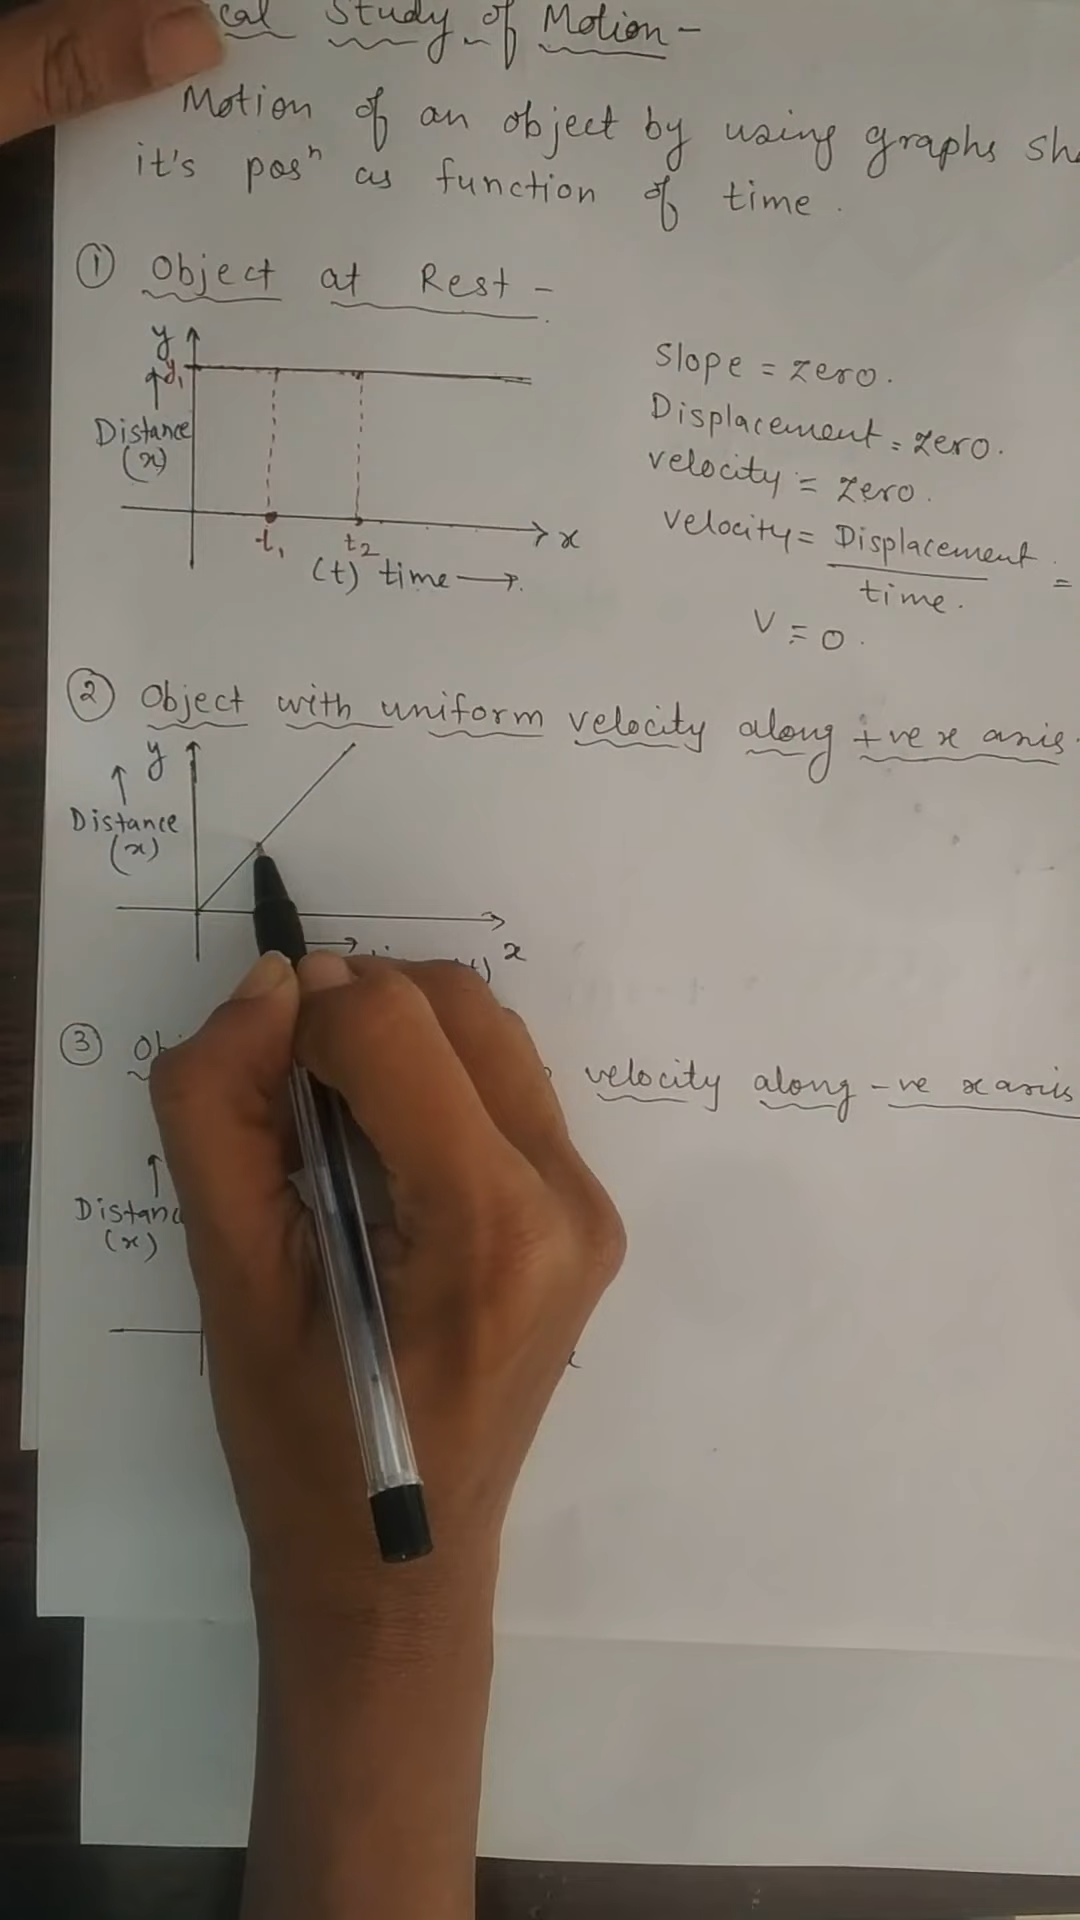 Study of Motion -
Motion of an object by using graphs
it's posⁿ as function of time.
① Object at Rest -
y
y₁
Distance
(x)
t₁ t₂ x
(t) time
Slope = zero.
Displacement = zero.
velocity = zero.
velocity = Displacement =
time.
V = 0.
② Object with uniform velocity along +ve x axis.
y
Distance
(x)
x
③
velocity along -ve x axis
Distanc
(x)